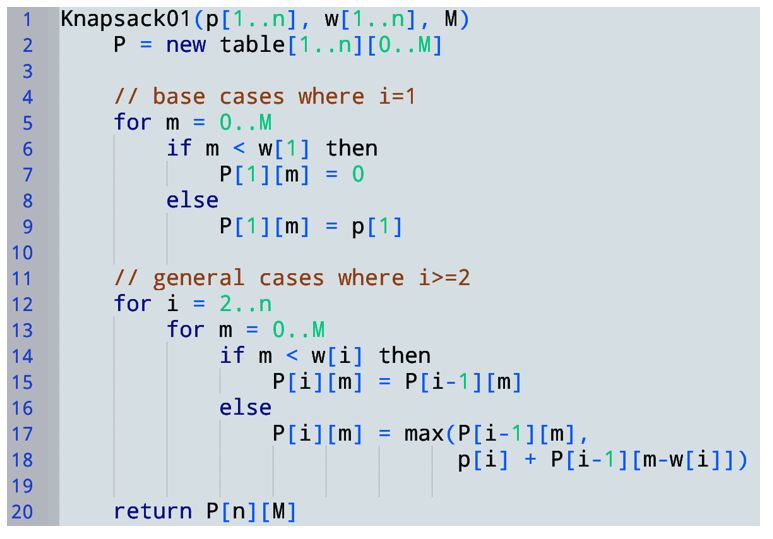 1 Knapsack01(p[1..n], w[1..n], M)
2     P = new table[1..n][0..M]
3
4     // base cases where i=1
5     for m = 0..M
6         if m < w[1] then
7             P[1][m] = 0
8         else
9             P[1][m] = p[1]
10
11     // general cases where i>=2
12     for i = 2..n
13         for m = 0..M
14             if m < w[i] then
15                 P[i][m] = P[i-1][m]
16             else
17                 P[i][m] = max(P[i-1][m],
18                               p[i] + P[i-1][m-w[i]])
19
20     return P[n][M]